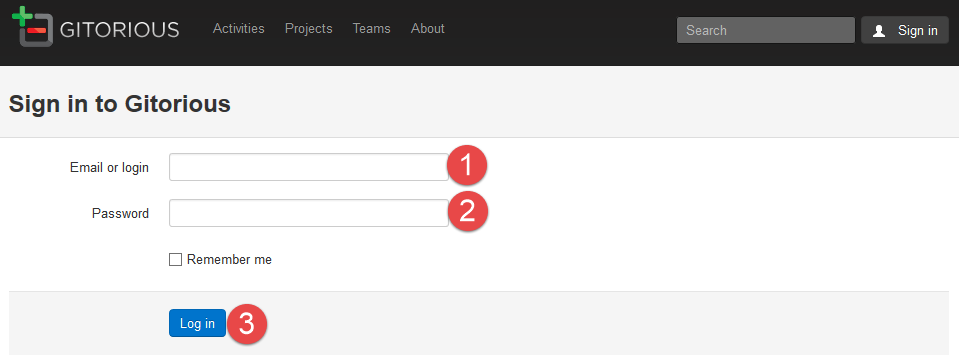 GITORIOUS Activities Projects Teams About Search Sign in
Sign in to Gitorious
Email or login 1
Password 2
Remember me
Log in 3